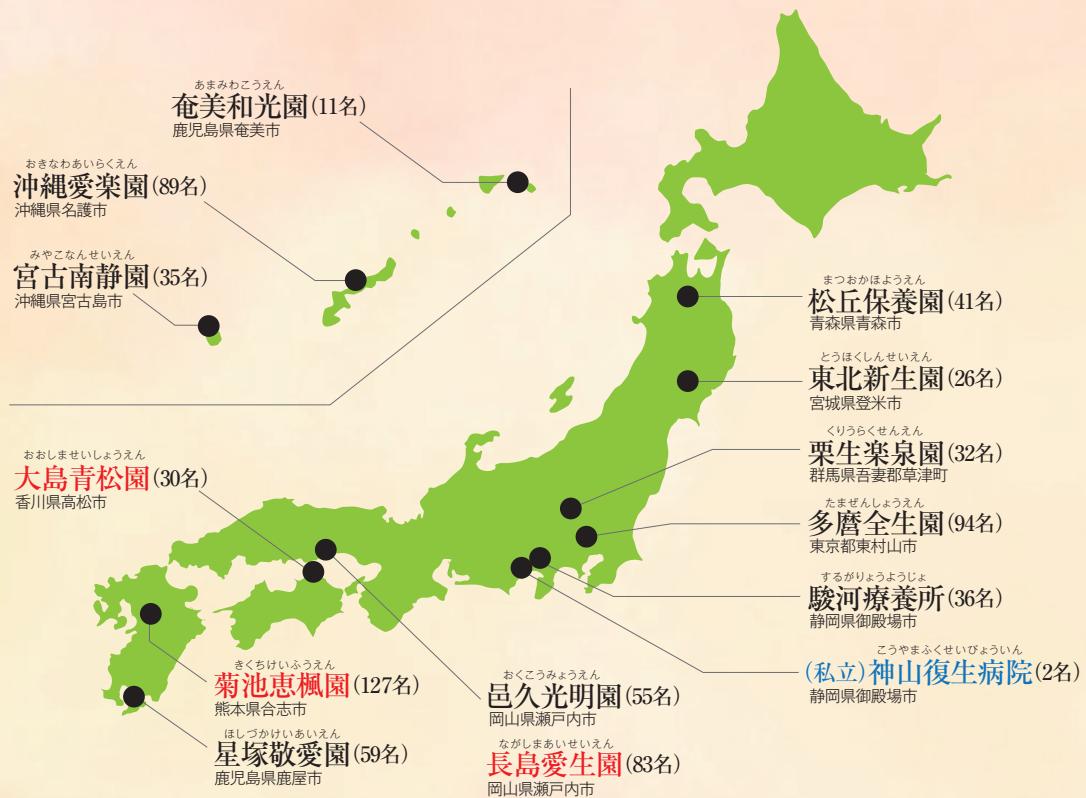 あまみわこうえん
奄美和光園(11名)
鹿児島県奄美市
おきなわあいらくえん
沖縄愛楽園(89名)
沖縄県名護市
みやこなんせいえん
宮古南静園(35名)
沖縄県宮古島市
まつおかほようえん
松丘保養園(41名)
青森県青森市
とうほくしんせいえん
東北新生園(26名)
宮城県登米市
くりうらくせんえん
栗生楽泉園(32名)
群馬県吾妻郡草津町
たまぜんしょうえん
多磨全生園(94名)
東京都東村山市
するがりょうようじょ
駿河療養所(36名)
静岡県御殿場市
こうやまふくせいびょういん
(私立)神山復生病院(2名)
静岡県御殿場市
おおしませいしょうえん
大島青松園(30名)
香川県高松市
きくちけいふうえん
菊池恵楓園(127名)
熊本県合志市
ほしづかけいあいえん
星塚敬愛園(59名)
鹿児島県鹿屋市
おくこうみょうえん
邑久光明園(55名)
岡山県瀬戸内市
ながしまあいせいえん
長島愛生園(83名)
岡山県瀬戸内市